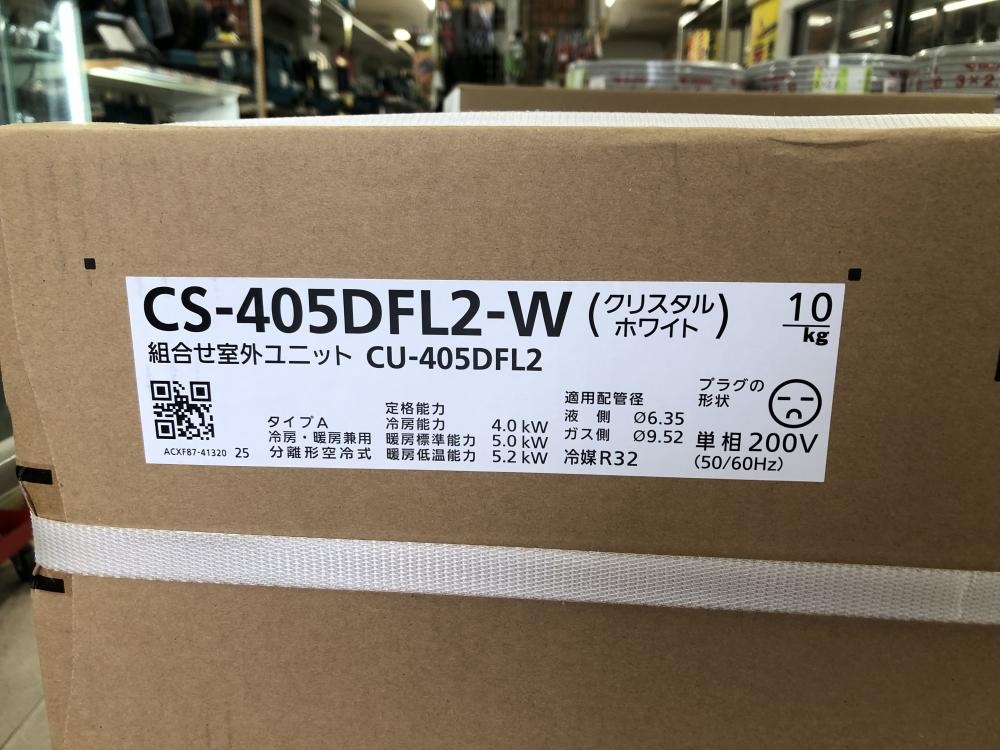 CS-405DFL2-W (クリスタルホワイト)
10
kg
組合せ室外ユニット CU-405DFL2
ACXF87-41320 25
タイプA
冷房・暖房兼用
分離形空冷式
定格能力
冷房能力 4.0 kW
暖房標準能力 5.0 kW
暖房低温能力 5.2 kW
適用配管径
液 側 Ø6.35
ガス側 Ø9.52
冷媒R32
プラグの
形状
単相200V
(50/60Hz)